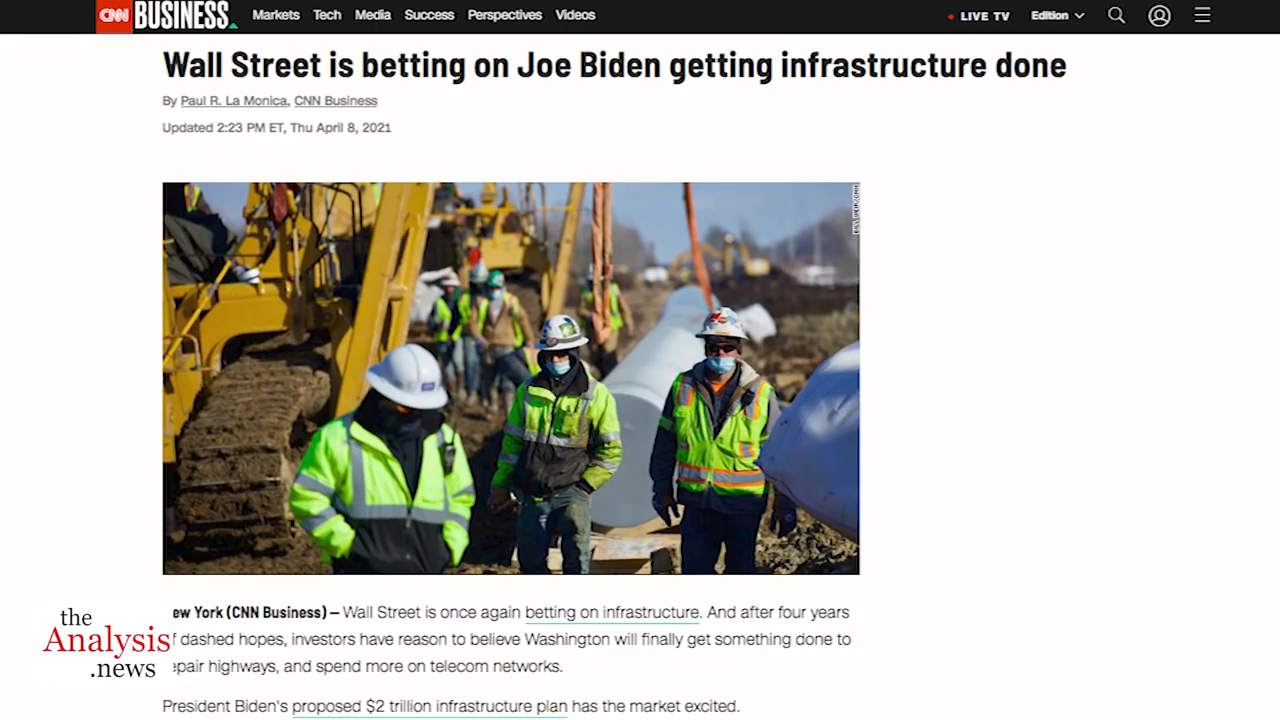 CNN BUSINESS Markets Tech Media Success Perspectives Videos LIVE TV Edition
Wall Street is betting on Joe Biden getting infrastructure done
By Paul R. La Monica, CNN Business
Updated 2:23 PM ET, Thu April 8, 2021
ew York (CNN Business) — Wall Street is once again betting on infrastructure. And after four years
f dashed hopes, investors have reason to believe Washington will finally get something done to
epair highways, and spend more on telecom networks.
President Biden's proposed $2 trillion infrastructure plan has the market excited.
the
Analysis
.news